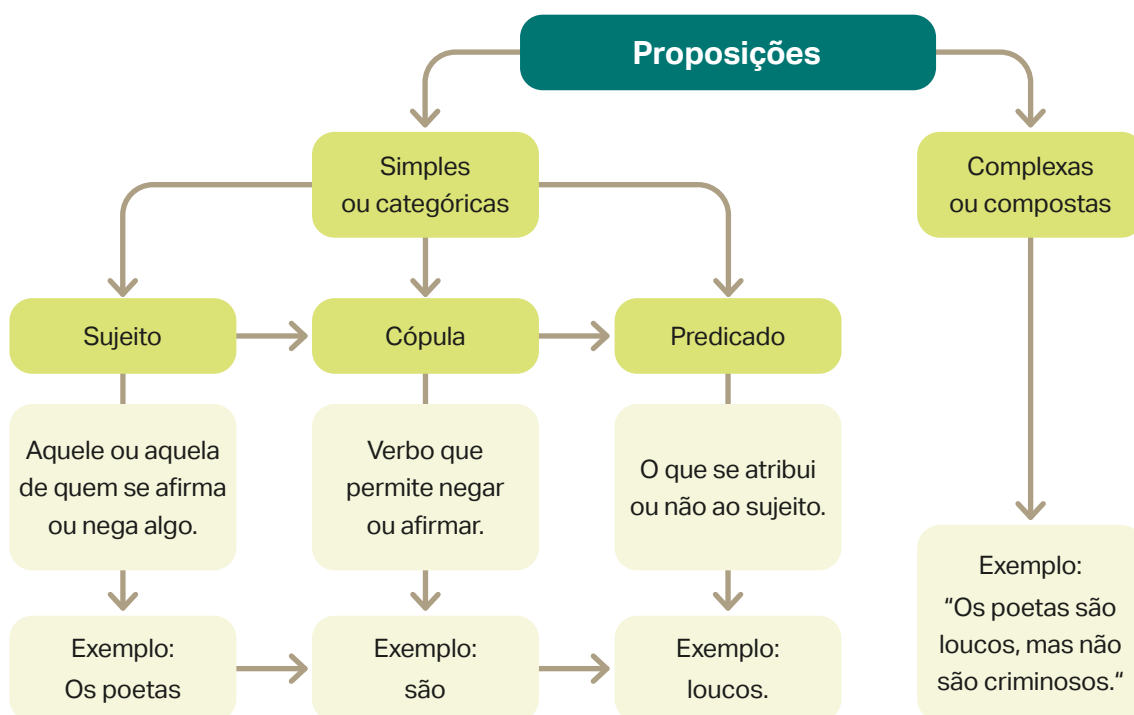 Proposições
Simples
ou categóricas
Complexas
ou compostas
Sujeito
Cópula
Predicado
Aquele ou aquela
de quem se afirma
ou nega algo.
Verbo que
permite negar
ou afirmar.
O que se atribui
ou não ao sujeito.
Exemplo:
Os poetas
Exemplo:
são
Exemplo:
loucos.
Exemplo:
“Os poetas são
loucos, mas não
são criminosos.“